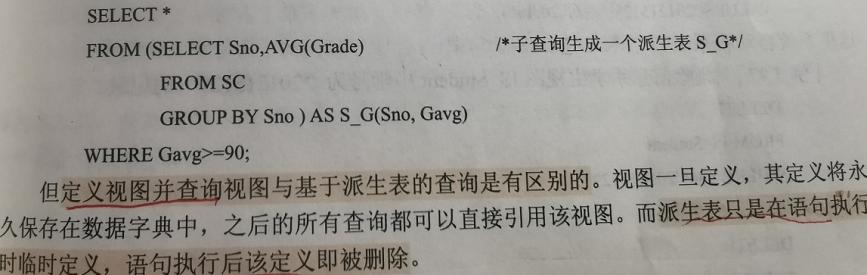 SELECT *
FROM (SELECT Sno,AVG(Grade) /*子查询生成一个派生表 S_G*/
FROM SC
GROUP BY Sno ) AS S_G(Sno, Gavg)
WHERE Gavg>=90;
但定义视图并查询视图与基于派生表的查询是有区别的。视图一旦定义，其定义将永
久保存在数据字典中，之后的所有查询都可以直接引用该视图。而派生表只是在语句执行
时临时定义，语句执行后该定义即被删除。